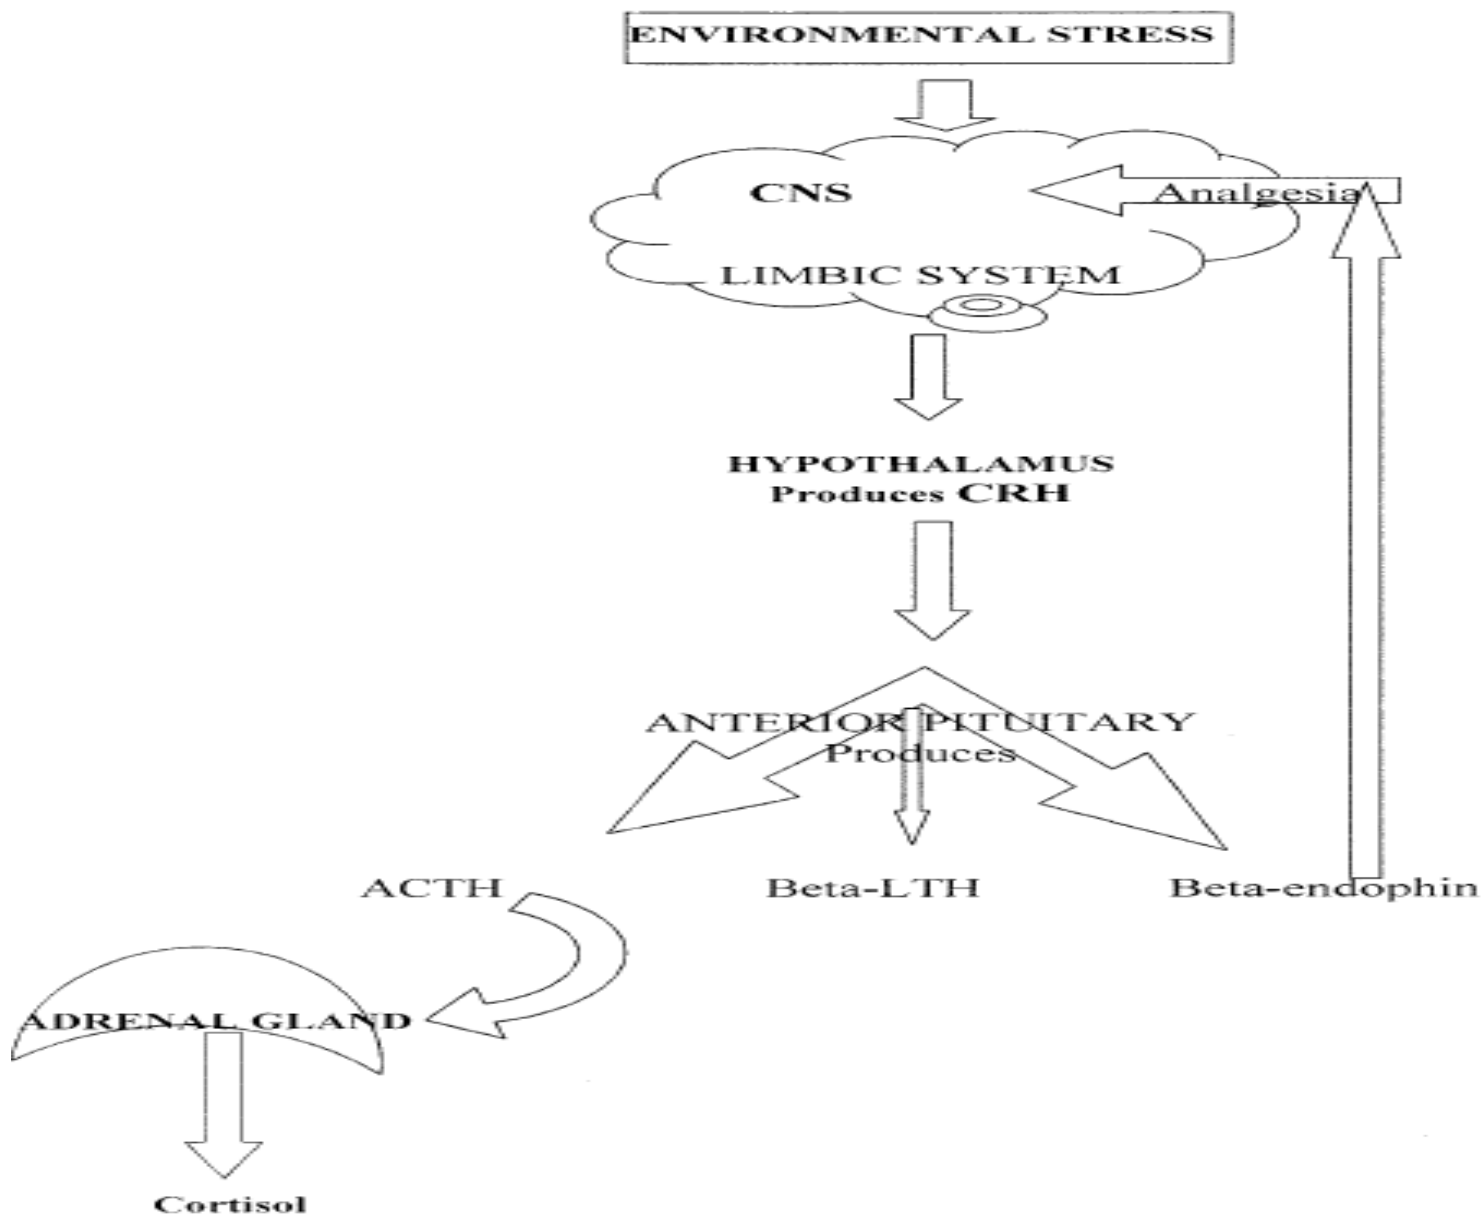 ENVIRONMENTAL STRESS
CNS
Analgesia
LIMBIC SYSTEM
HYPOTHALAMUS
Produces CRH
ANTERIOR PITUITARY
Produces
ACTH
Beta-LTH
Beta-endophin
ADRENAL GLAND
Cortisol